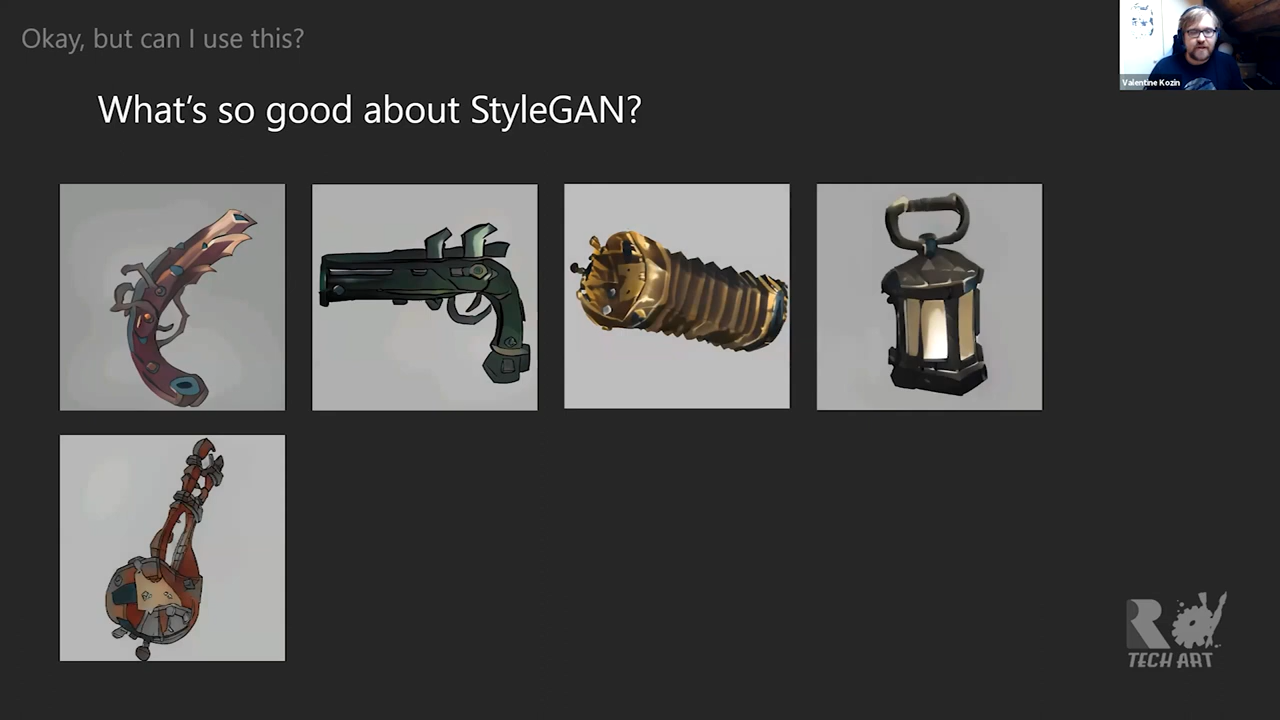 Okay, but can I use this?
What's so good about StyleGAN?
Valentine Kozin
R
TECH ART